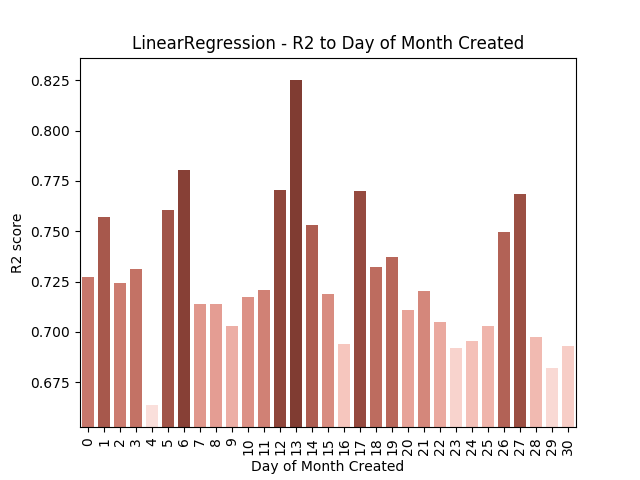 LinearRegression - R2 to Day of Month Created
0.825
0.800
0.775
0.750
0.725
0.700
0.675
R2 score
0 1 2 3 4 5 6 7 8 9 10 11 12 13 14 15 16 17 18 19 20 21 22 23 24 25 26 27 28 29 30
Day of Month Created